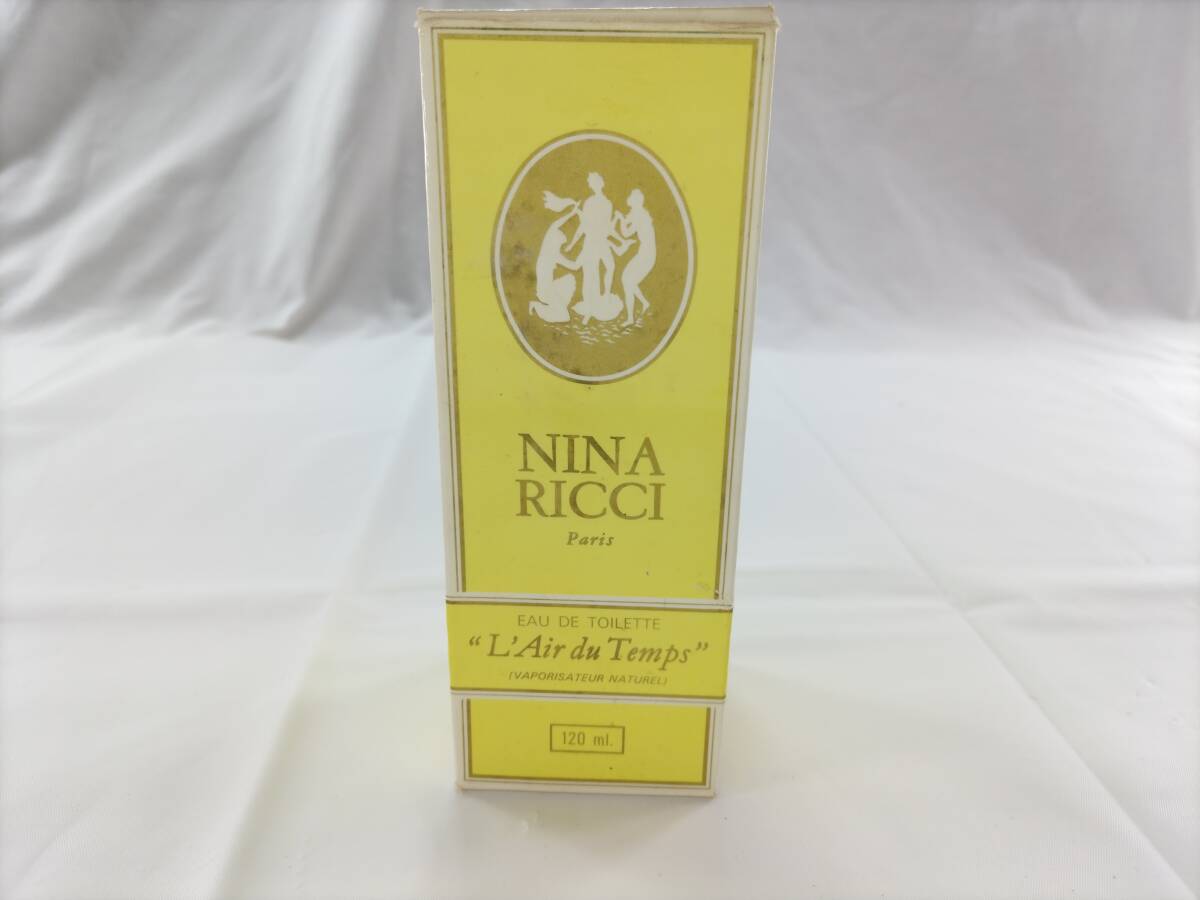 NINA
RICCI
Paris
EAU DE TOILETTE
“L’Air du Temps”
(VAPORISATEUR NATUREL)
120 ml.